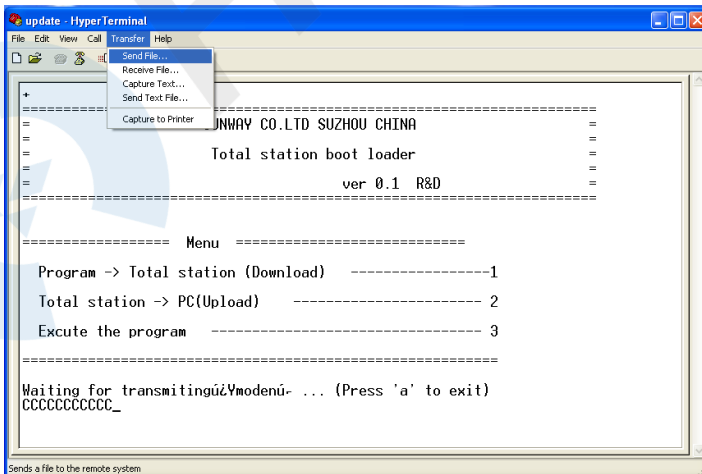 update - HyperTerminal
File Edit View Call Transfer Help
Send File...
Receive File...
Capture Text...
Send Text File...
Capture to Printer
+
=========================================================
= CO.LTD SUZHOU CHINA =
= =
= Total station boot loader =
= =
= ver 0.1 R&D =
=========================================================
================== Menu ============================
Program -> Total station (Download) -----------------1
Total station -> PC(Upload) ----------------------- 2
Excute the program --------------------------------- 3
==========================================================
Waiting for transmitingú¿Ymodenú- ... (Press 'a' to exit)
CCCCCCCCCCC_
Sends a file to the remote system